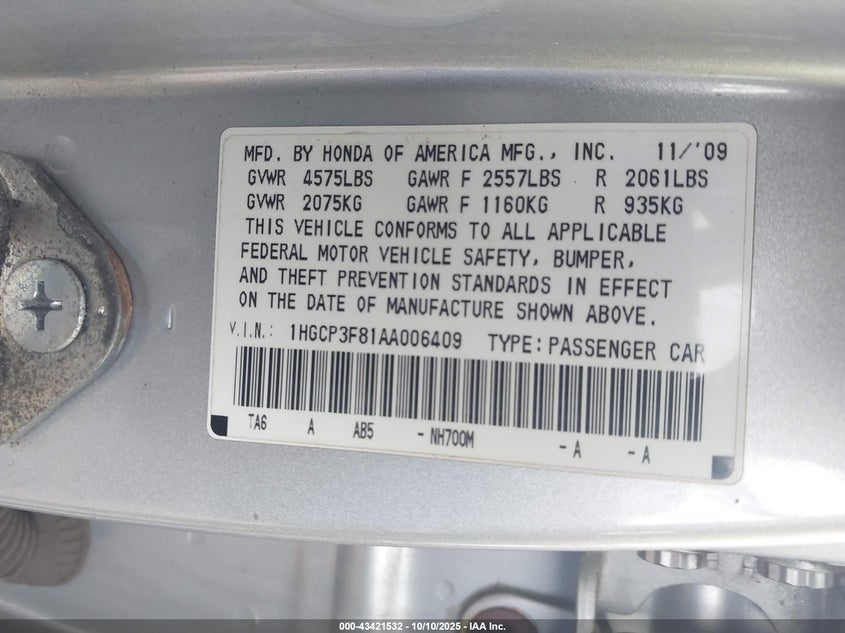 MFD. BY HONDA OF AMERICA MFG., INC. 11/'09
GVWR 4575LBS GAWR F 2557LBS R 2061LBS
GVWR 2075KG GAWR F 1160KG R 935KG
THIS VEHICLE CONFORMS TO ALL APPLICABLE
FEDERAL MOTOR VEHICLE SAFETY, BUMPER,
AND THEFT PREVENTION STANDARDS IN EFFECT
ON THE DATE OF MANUFACTURE SHOWN ABOVE.
V.I.N.: 1HGCP3F81AA006409 TYPE: PASSENGER CAR
TA6 A AB5 - NH700M - A - A
000-43421532 - 10/10/2025 - IAA Inc.